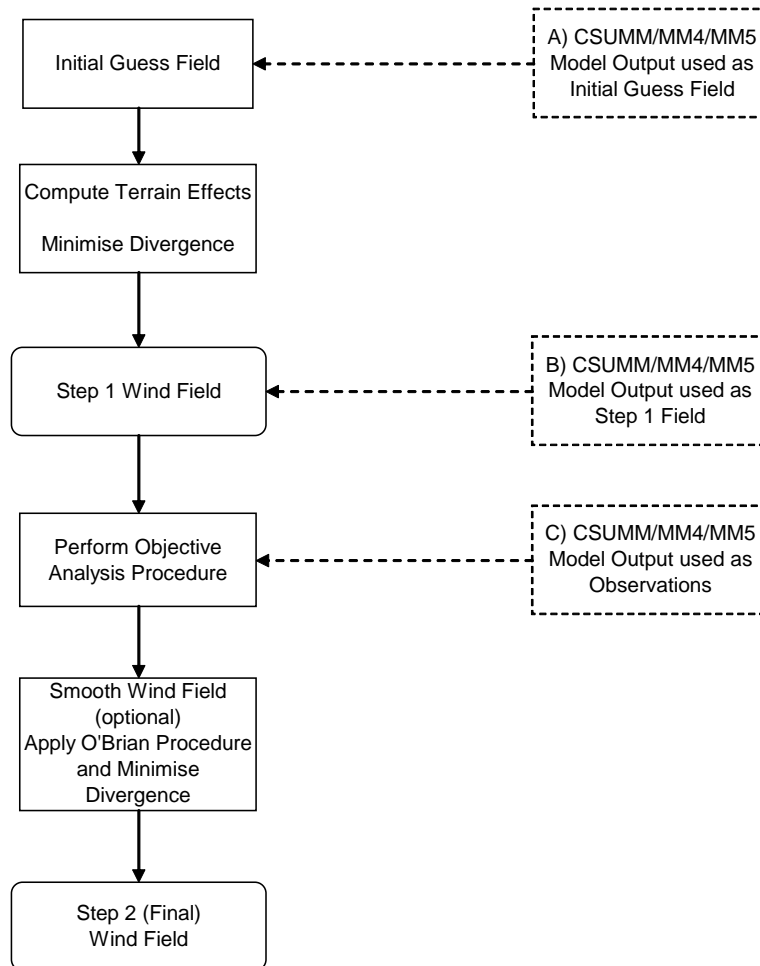 Initial Guess Field
A) CSUMM/MM4/MM5
Model Output used as
Initial Guess Field
Compute Terrain Effects
Minimise Divergence
Step 1 Wind Field
B) CSUMM/MM4/MM5
Model Output used as
Step 1 Field
Perform Objective
Analysis Procedure
C) CSUMM/MM4/MM5
Model Output used as
Observations
Smooth Wind Field
(optional)
Apply O'Brian Procedure
and Minimise
Divergence
Step 2 (Final)
Wind Field